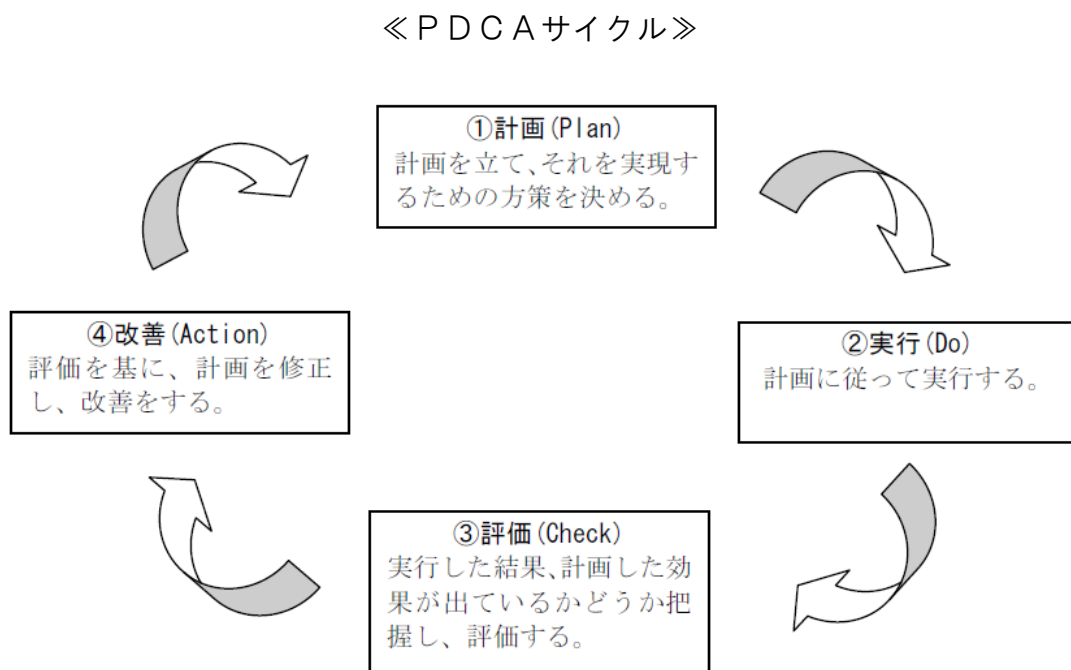 ≪ＰＤＣＡサイクル≫
①計画(Plan)
計画を立て、それを実現す
るための方策を決める。
②実行(Do)
計画に従って実行する。
③評価(Check)
実行した結果、計画した効
果が出ているかどうか把
握し、評価する。
④改善(Action)
評価を基に、計画を修正
し、改善をする。